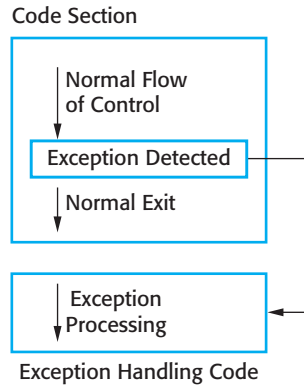 Code Section
Normal Flow
of Control
Exception Detected
Normal Exit
Exception
Processing
Exception Handling Code